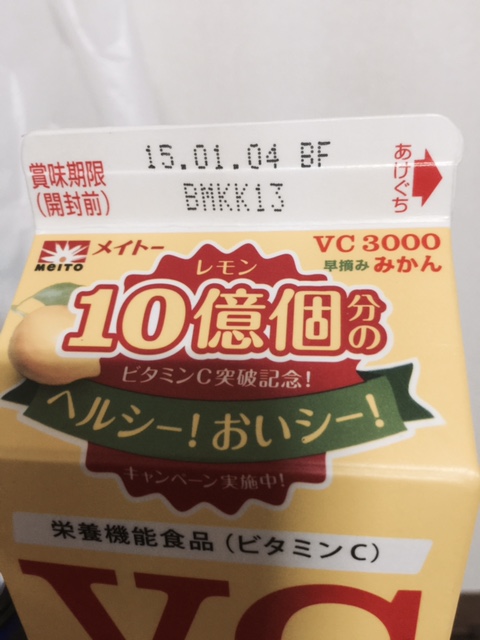 15.01.04 BF
賞味期限
(開封前)
BMKK13
あけぐち
メイトー
MEITO
VC 3000
早摘みみかん
レモン
10億個分の
ビタミンC突破記念!
ヘルシー!おいシー!
キャンペーン実施中!
栄養機能食品(ビタミンC)
VC